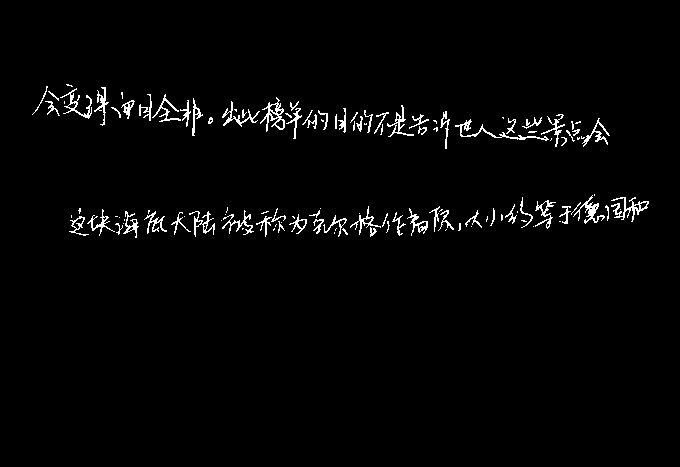 会变得面目全非。出此榜单的目的不是告诉世人这些景点会
这块海底大陆被称为克尔格伦高原,大小约等于德国和